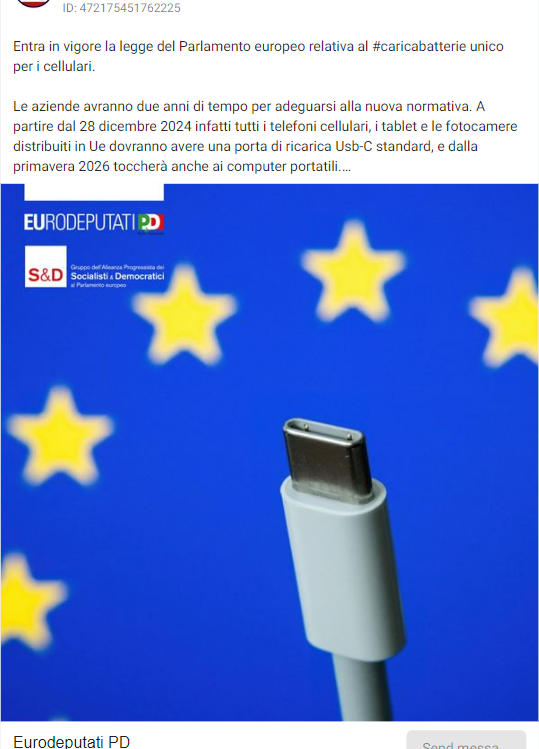 ID: 472175451762225
Entra in vigore la legge del Parlamento europeo relativa al #caricabatterie unico
per i cellulari.
Le aziende avranno due anni di tempo per adeguarsi alla nuova normativa. A
partire dal 28 dicembre 2024 infatti tutti i telefoni cellulari, i tablet e le fotocamere
distribuiti in Ue dovranno avere una porta di ricarica Usb-C standard, e dalla
primavera 2026 toccherà anche ai computer portatili....
EURODEPUTATI PD
S&D
Gruppo dell'Alleanza Progressista dei
Socialisti & Democratici
al Parlamento europeo
Eurodeputati PD
Send messa